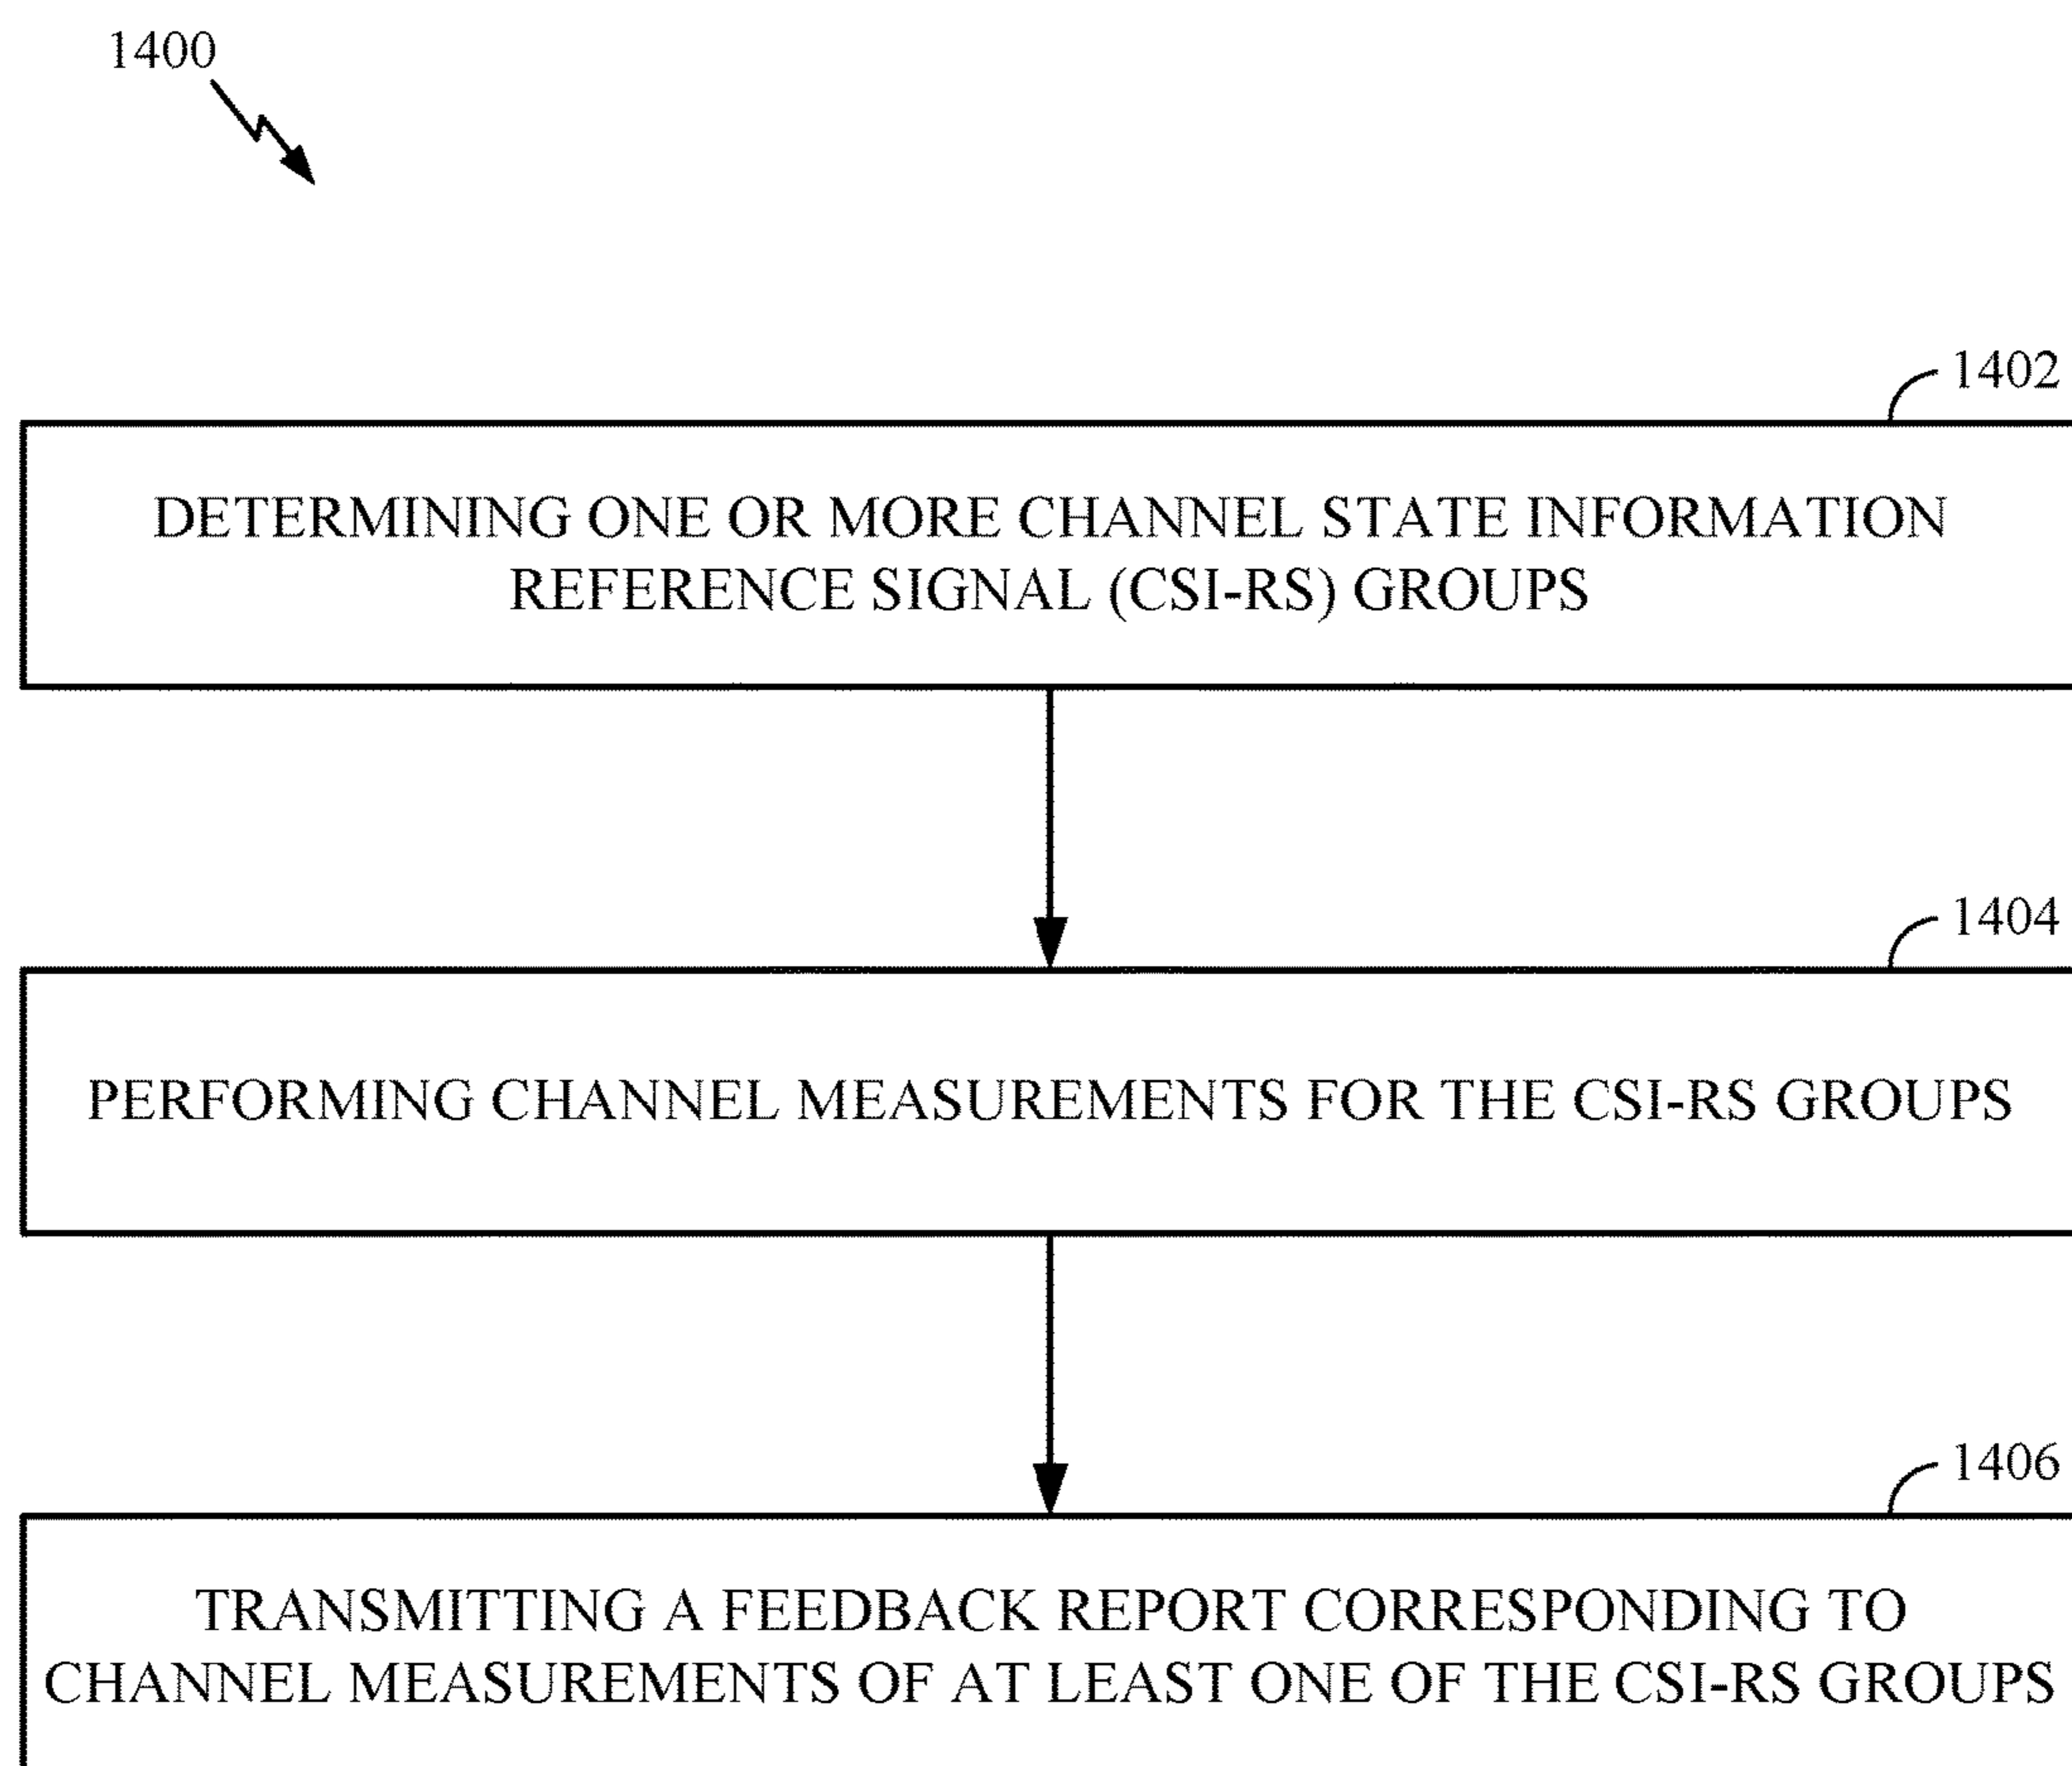 1400
1402
DETERMINING ONE OR MORE CHANNEL STATE INFORMATION
REFERENCE SIGNAL (CSI-RS) GROUPS
1404
PERFORMING CHANNEL MEASUREMENTS FOR THE CSI-RS GROUPS
1406
TRANSMITTING A FEEDBACK REPORT CORRESPONDING TO
CHANNEL MEASUREMENTS OF AT LEAST ONE OF THE CSI-RS GROUPS